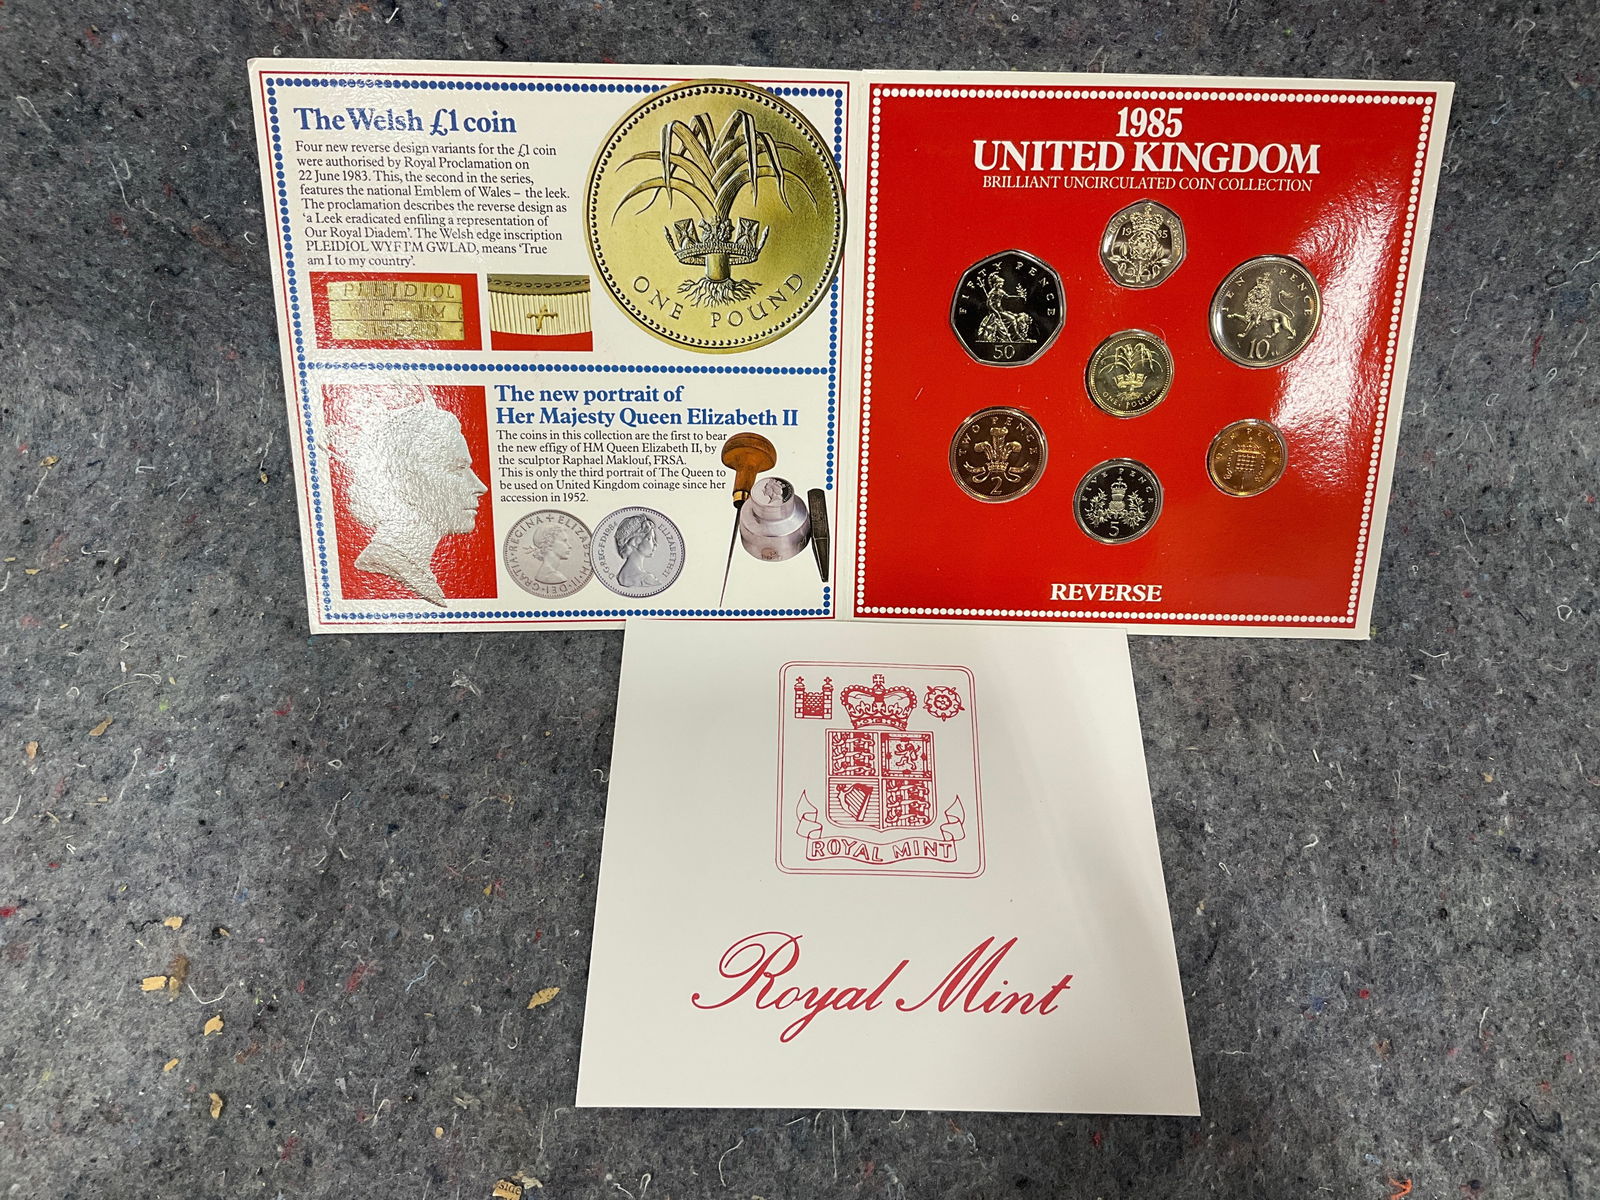 The Welsh £1 coin
Four new reverse design variants for the £1 coin
were authorised by Royal Proclamation on
22 June 1983. This, the second in the series,
features the national Emblem of Wales – the leek.
The proclamation describes the reverse design as
'a Leek eradicated enfiling a representation of
Our Royal Diadem'. The Welsh edge inscription
PLEIDIOL WYF I'M GWLAD, means 'True
am I to my country'.
PLEIDIOL
ONE POUND
The new portrait of
Her Majesty Queen Elizabeth II
The coins in this collection are the first to bear
the new effigy of HM Queen Elizabeth II, by
the sculptor Raphael Maklouf, FRSA.
This is only the third portrait of The Queen to
be used on United Kingdom coinage since her
accession in 1952.
1985
UNITED KINGDOM
BRILLIANT UNCIRCULATED COIN COLLECTION
1985
FIFTY PENCE
50
TEN PENCE
10
ONE POUND
TWO PENCE
2
FIVE PENCE
5
REVERSE
ROYAL MINT
Royal Mint
side